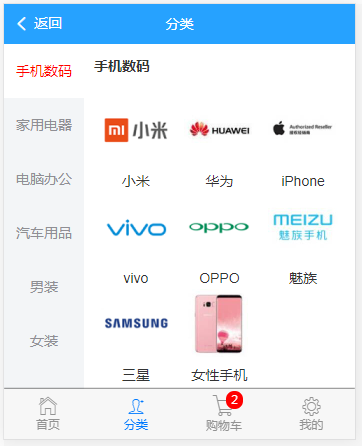 返回
分类
手机数码
家用电器
电脑办公
汽车用品
男装
女装
手机数码
小米 HUAWEI Authorized Reseller
小米 华为 iPhone
vivo oppo MEIZU
魅族手机
vivo OPPO 魅族
SAMSUNG
三星 女性手机
2
首页 分类 购物车 我的